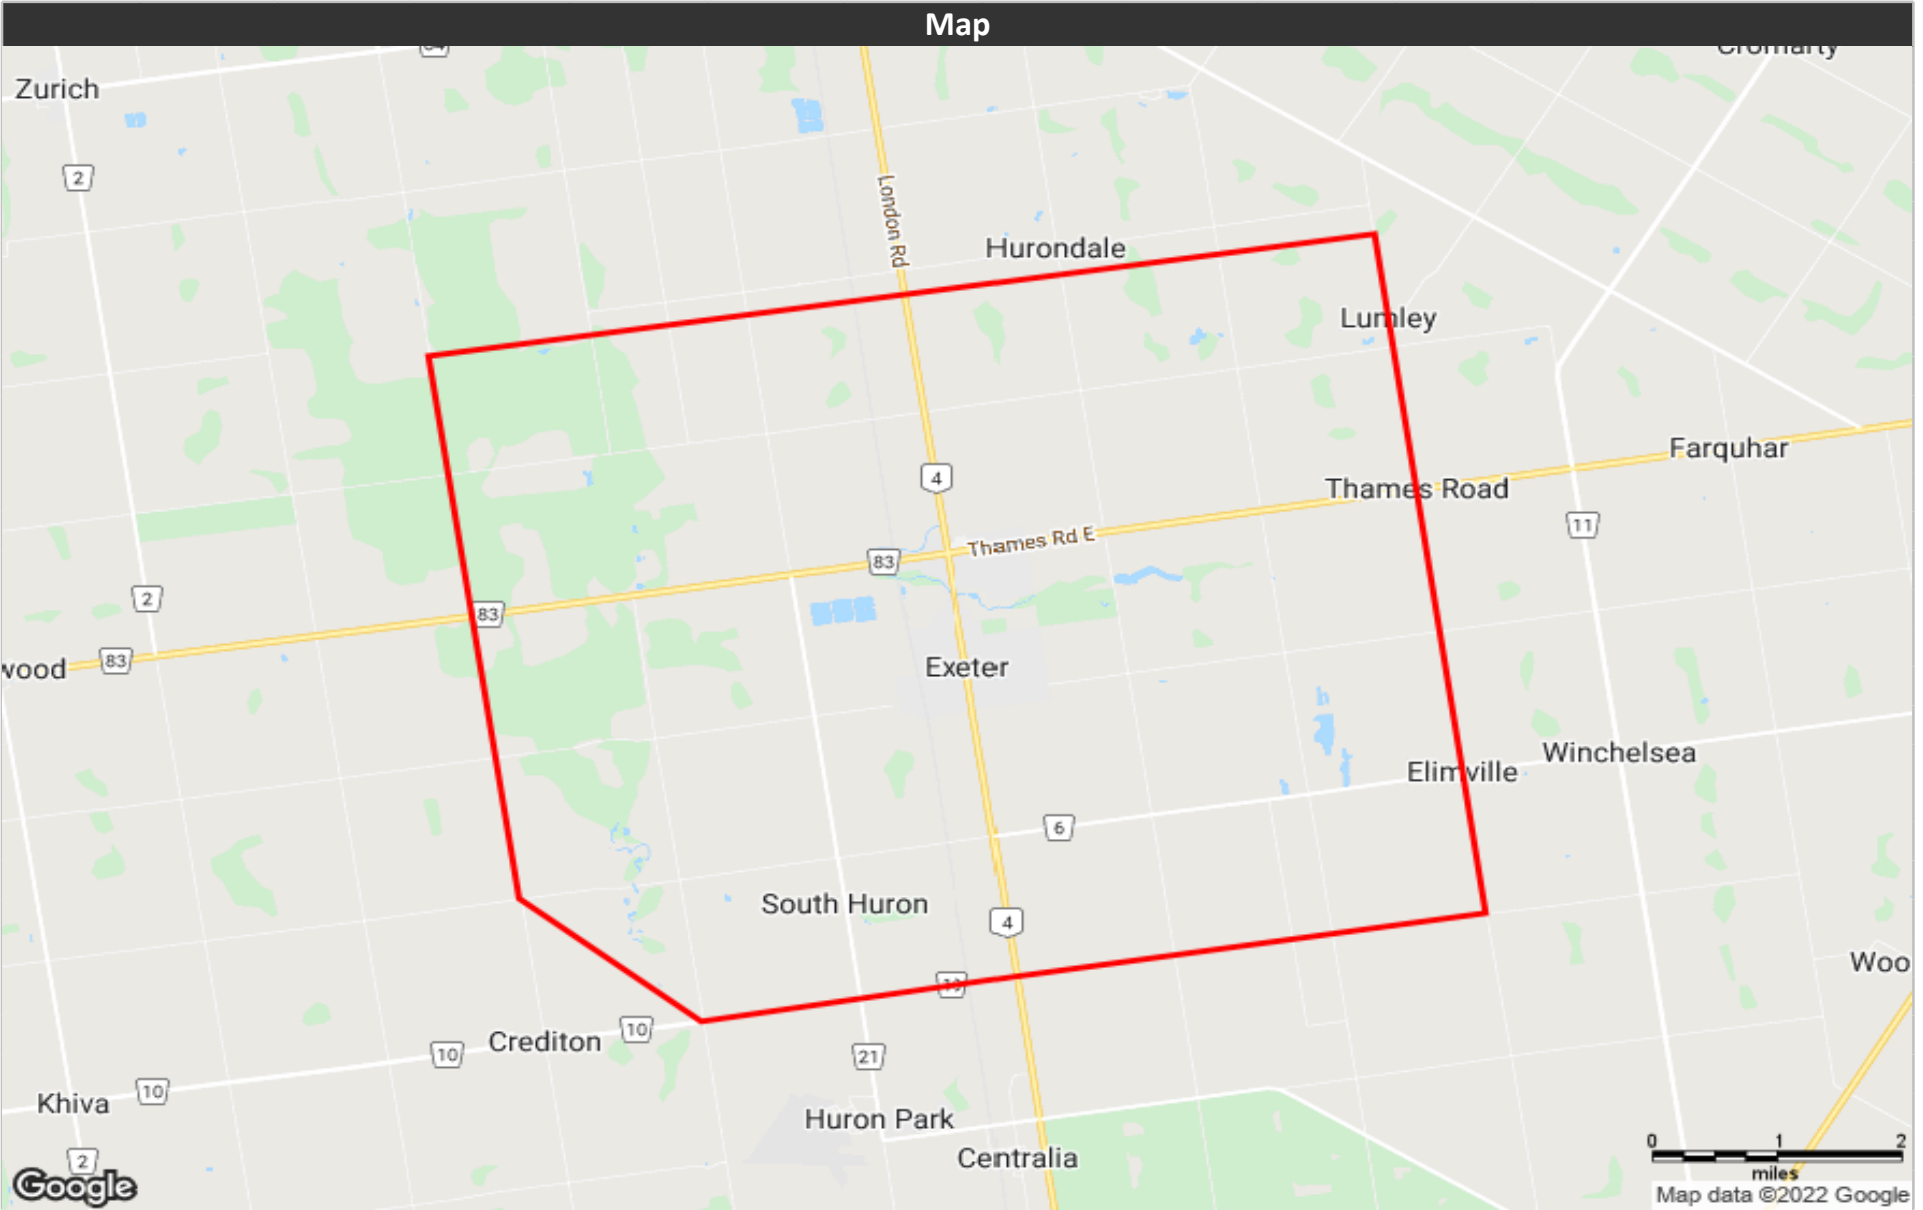 Map
Cromarty
Zurich
2
London Rd
Hurondale
Lumley
Farquhar
4
Thames Road
11
Thames Rd E
83
2
83
83
wood
Exeter
Winchelsea
Elimville
6
South Huron
4
Woo
10
Crediton
10
10
21
10
Khiva
Huron Park
Centralia
2
0 1 2
miles
Google
Map data ©2022 Google